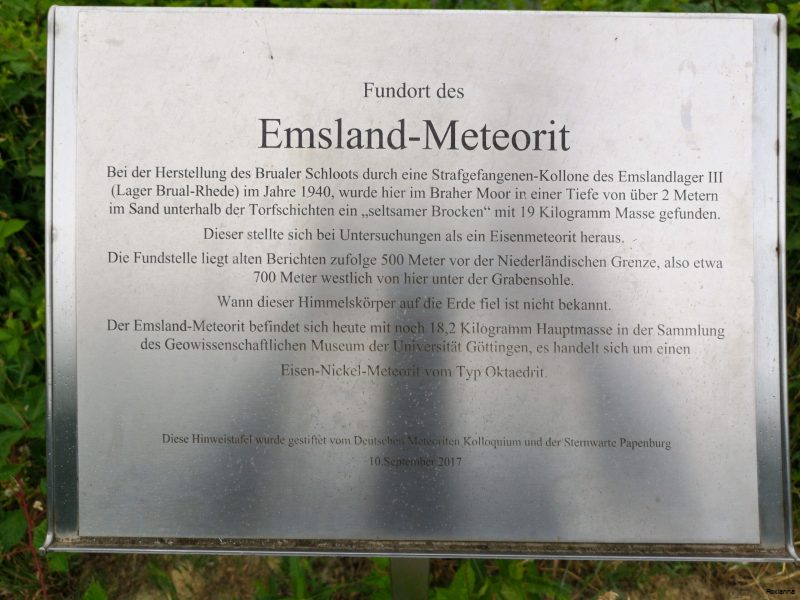 Fundort des
Emsland-Meteorit
Bei der Herstellung des Brualer Schloots durch eine Strafgefangenen-Kollone des Emslandlager III
(Lager Brual-Rhede) im Jahre 1940, wurde hier im Braher Moor in einer Tiefe von über 2 Metern
im Sand unterhalb der Torfschichten ein „seltsamer Brocken“ mit 19 Kilogramm Masse gefunden.
Dieser stellte sich bei Untersuchungen als ein Eisenmeteorit heraus.
Die Fundstelle liegt alten Berichten zufolge 500 Meter vor der Niederländischen Grenze, also etwa
700 Meter westlich von hier unter der Grabensohle.
Wann dieser Himmelskörper auf die Erde fiel ist nicht bekannt.
Der Emsland-Meteorit befindet sich heute mit noch 18,2 Kilogramm Hauptmasse in der Sammlung
des Geowissenschaftlichen Museum der Universität Göttingen, es handelt sich um einen
Eisen-Nickel-Meteorit vom Typ Oktaedrit.
Diese Hinweistafel wurde gestiftet vom Deutschen Meteoriten Kolloquium und der Sternwarte Papenburg
10.September 2017
Roxianna